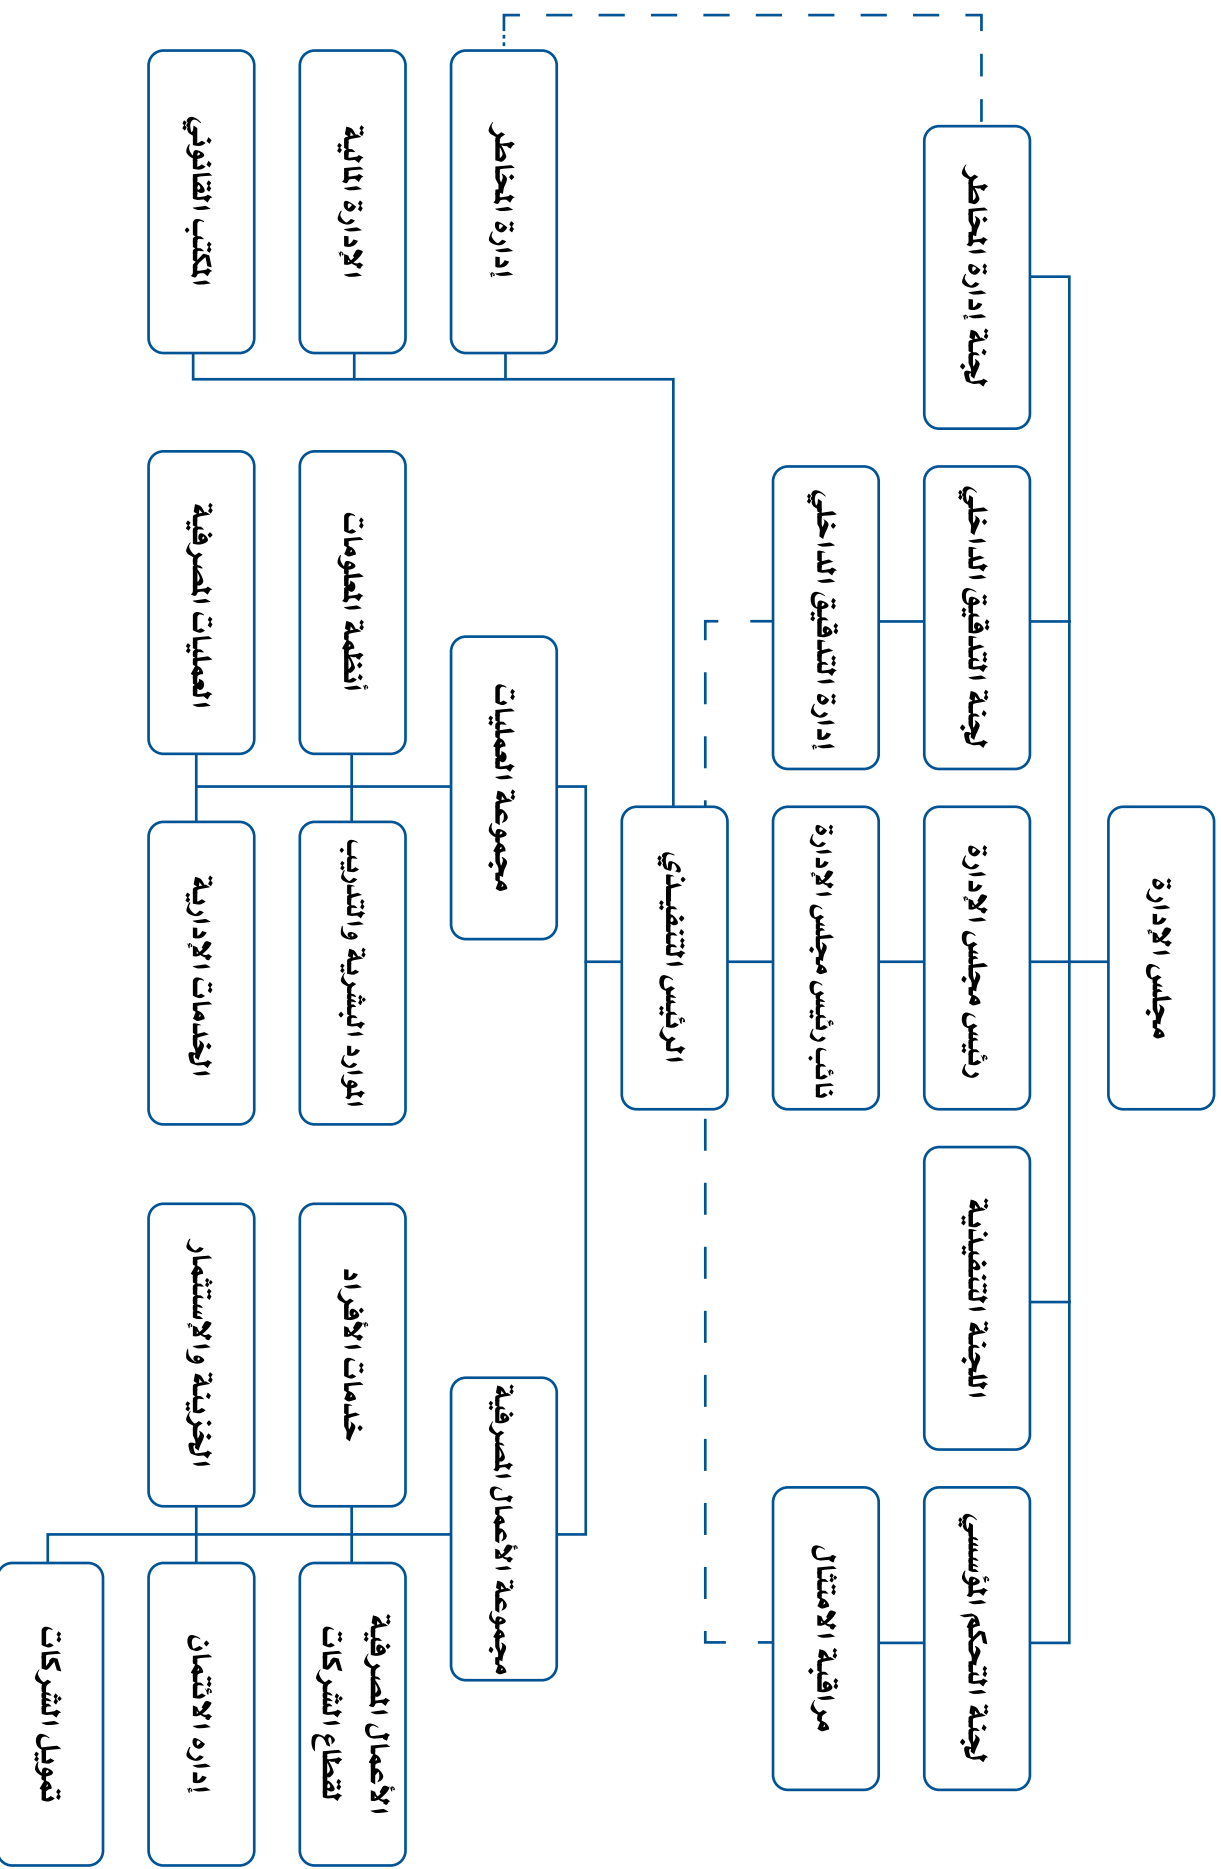 مجلس الإدارة
لجنة التحكم المؤسسي
اللجنة التنفيذية
رئيس مجلس الإدارة
لجنة التدقيق الداخلي
لجنة إدارة المخاطر
مراقبة الامتثال
نائب رئيس مجلس الإدارة
إدارة التدقيق الداخلي
الرئيس التنفيذي
مجموعة الأعمال المصرفية
مجموعة العمليات
إدارة المخاطر
الأعمال المصرفية
لقطاع الشركات
خدمات الأفراد
الموارد البشرية والتدريب
أنظمة المعلومات
الإدارة المالية
إداره الائتمان
الخزينة والإستثمار
الخدمات الإدارية
العمليات المصرفية
المكتب القانوني
تمويل الشركات